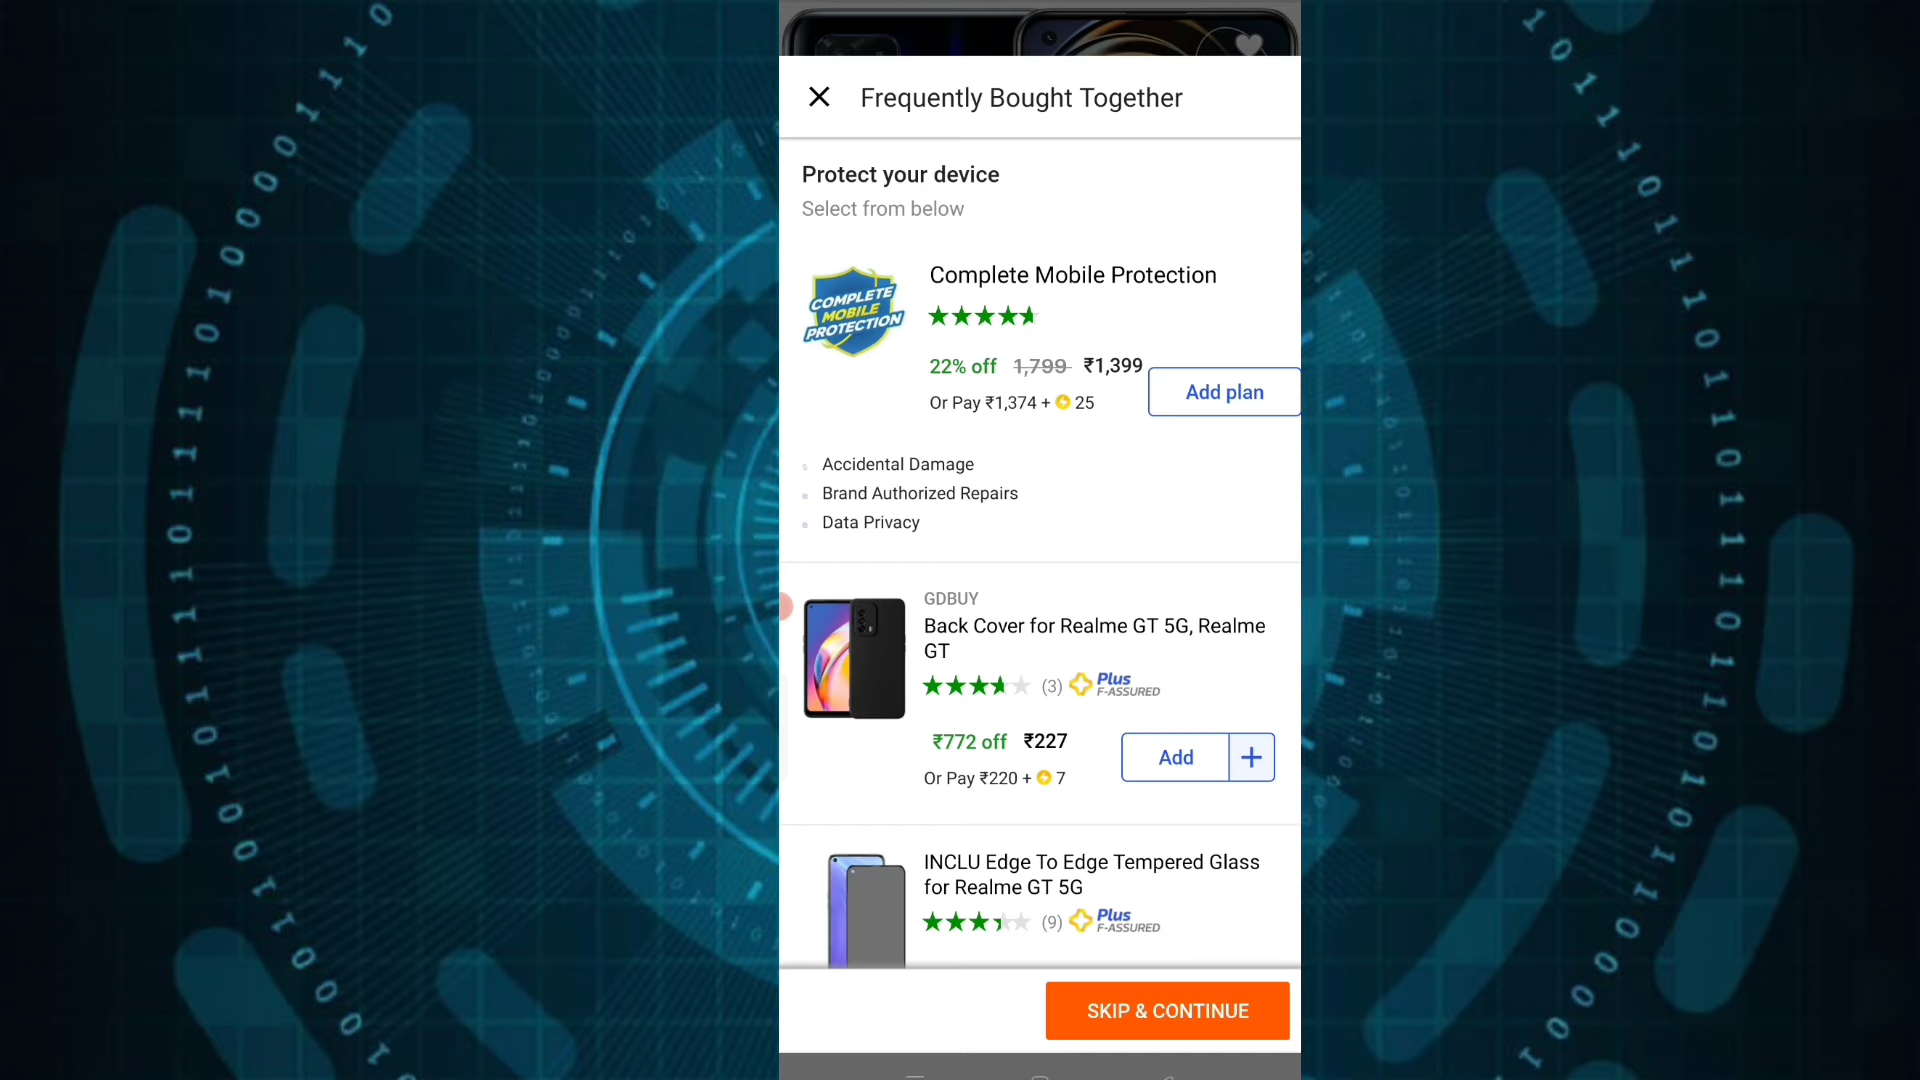 Frequently Bought Together
Protect your device
Select from below
COMPLETE
MOBILE
PROTECTION
Complete Mobile Protection
22% off 1,799 ₹1,399
Or Pay ₹1,374 + 25
Add plan
Accidental Damage
Brand Authorized Repairs
Data Privacy
GDBUY
Back Cover for Realme GT 5G, Realme
GT
(3) Plus
F-ASSURED
₹772 off ₹227
Or Pay ₹220 + 7
Add +
INCLU Edge To Edge Tempered Glass
for Realme GT 5G
(9) Plus
F-ASSURED
SKIP & CONTINUE